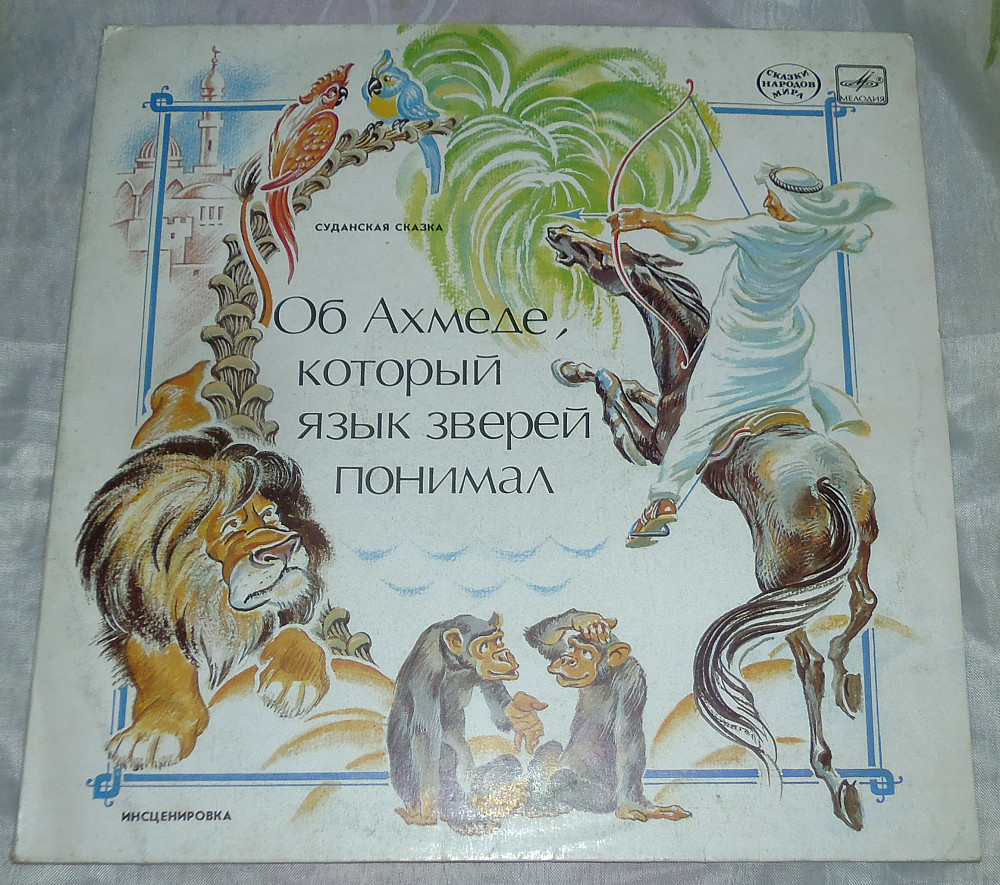 СКАЗКИ
НАРОДОВ
МИРА
МЕЛОДИЯ
СУДАНСКАЯ СКАЗКА
Об Ахмеде,
который
язык зверей
понимал
ИНСЦЕНИРОВКА